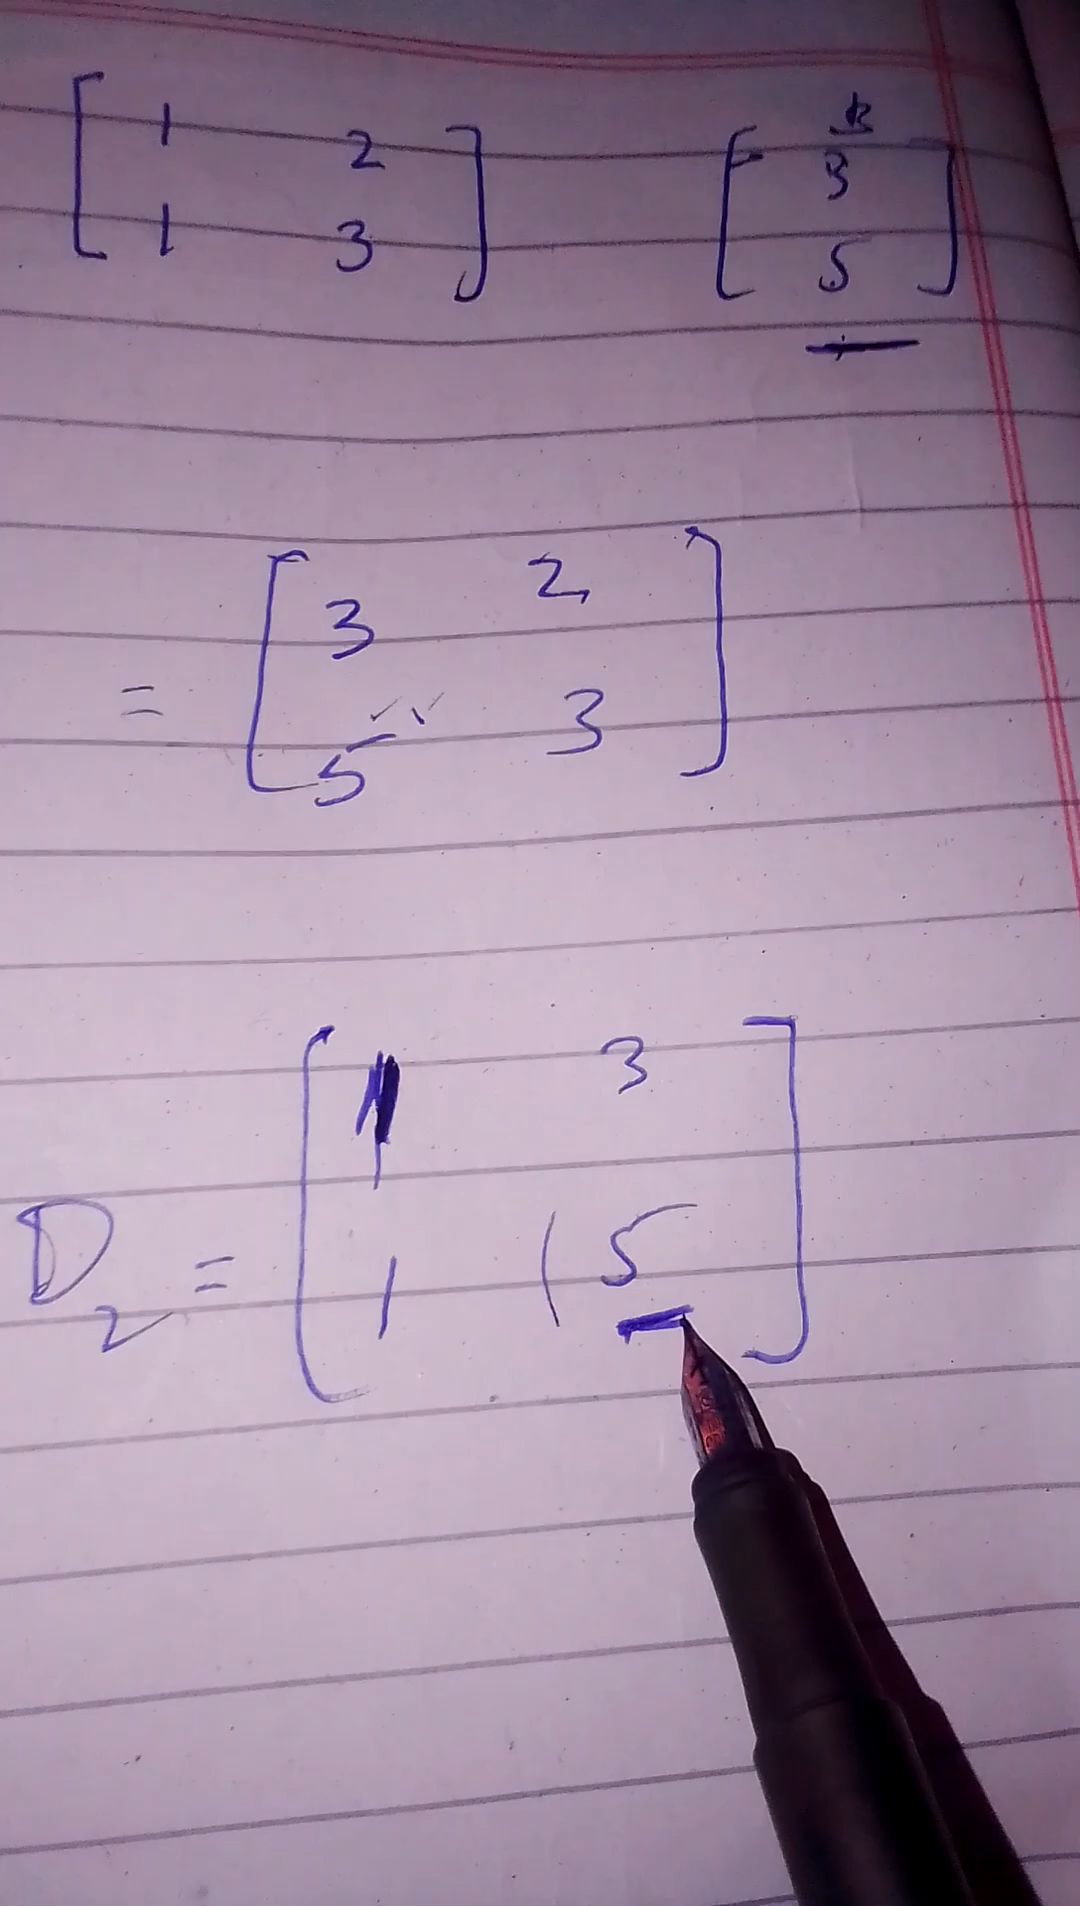 [ 1 2 ] [ 3 ]
[ 1 3 ] [ 5 ]
= [ 3 2 ]
[ 5 3 ]
D₂ = [ 1 3 ]
[ 1 ( 5 ]